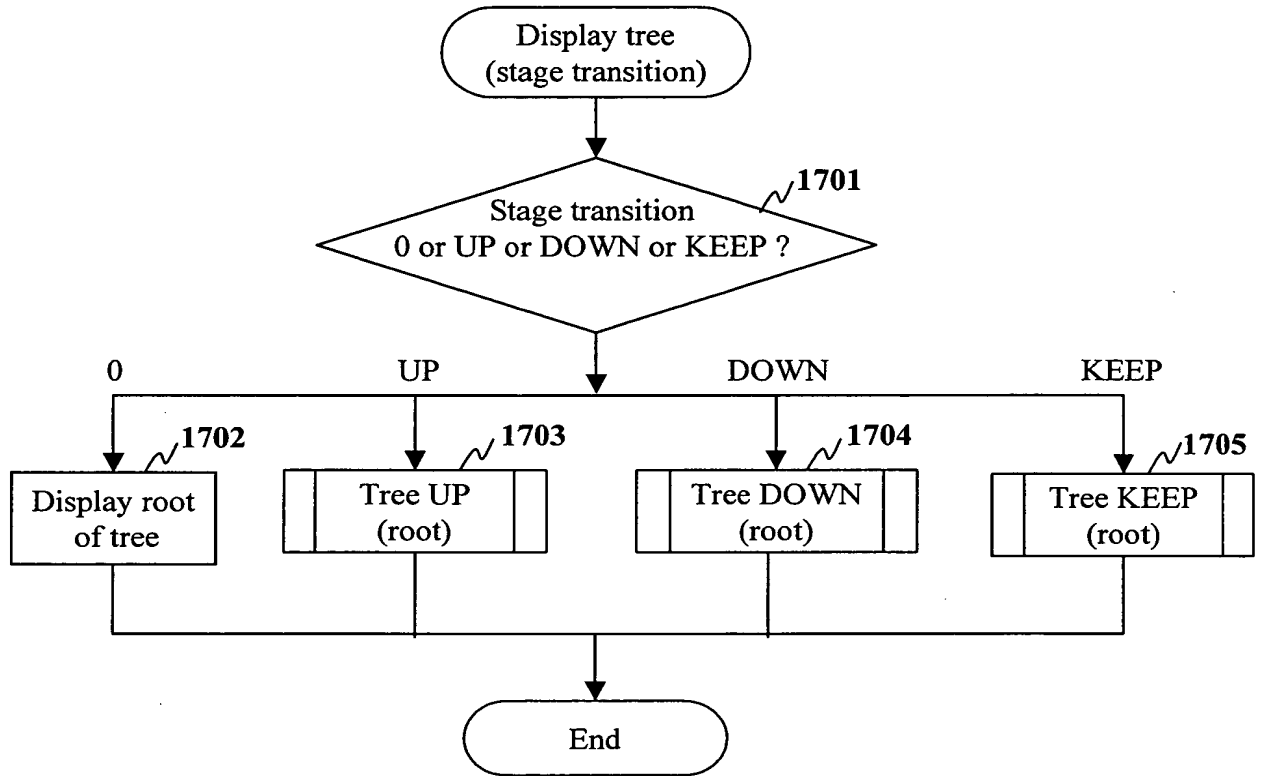 Display tree
(stage transition)
1701
Stage transition
0 or UP or DOWN or KEEP ?
0
UP
DOWN
KEEP
1702
1703
1704
1705
Display root
of tree
Tree UP
(root)
Tree DOWN
(root)
Tree KEEP
(root)
End